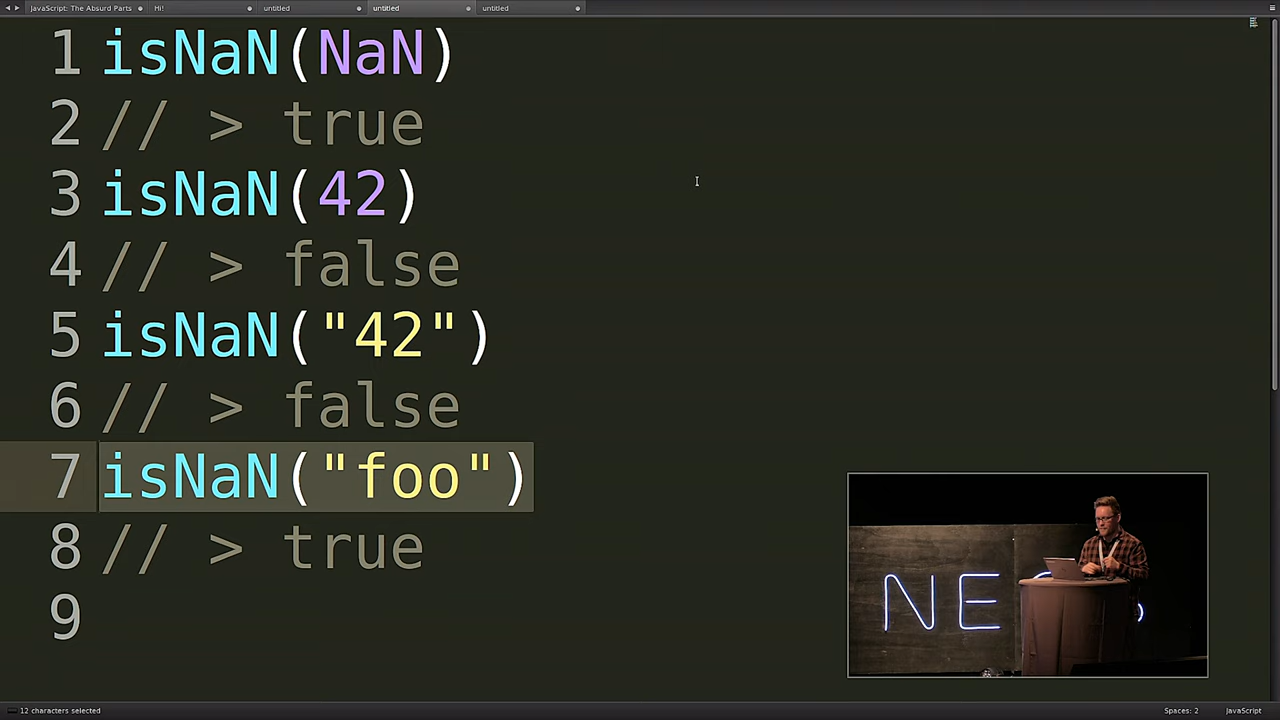 JavaScript: The Absurd Parts
Hi!
untitled
untitled
untitled
1 isNaN(NaN)
2 // > true
3 isNaN(42)
4 // > false
5 isNaN("42")
6 // > false
7 isNaN("foo")
8 // > true
9
NE
12 characters selected
Spaces: 2
JavaScript